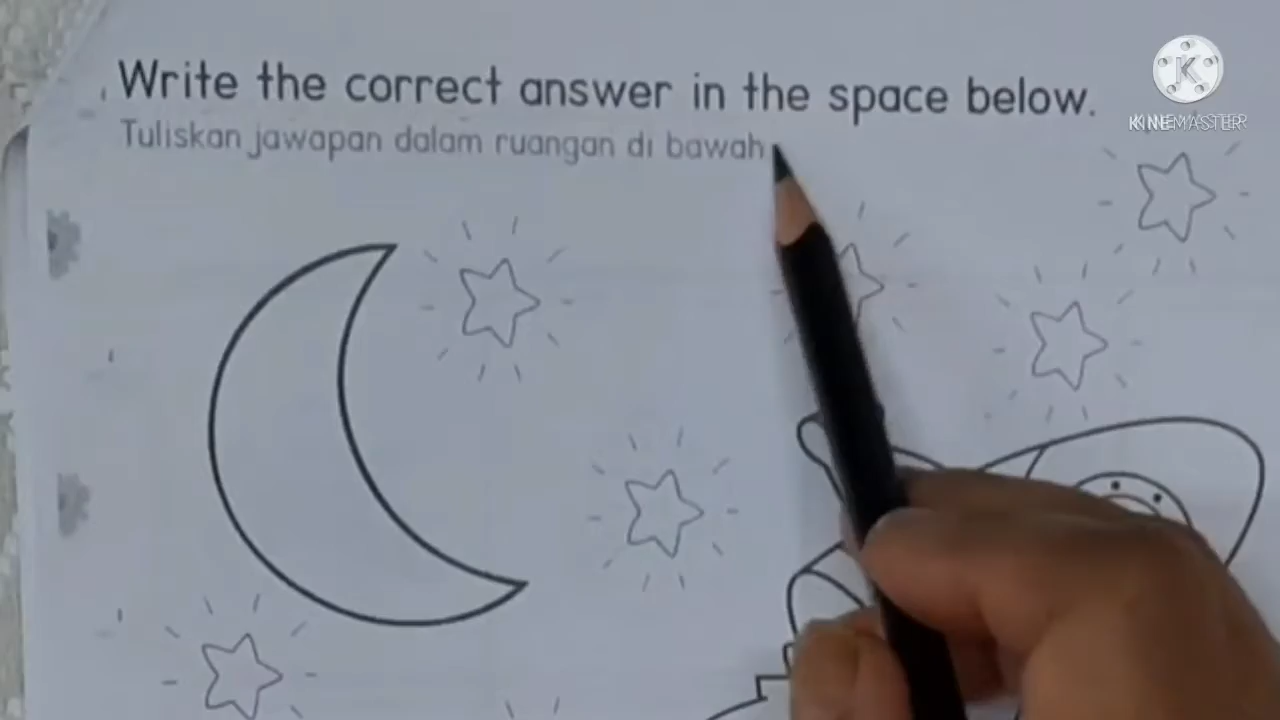 Write the correct answer in the space below.
Tuliskan jawapan dalam ruangan di bawah
K
KINEMASTER